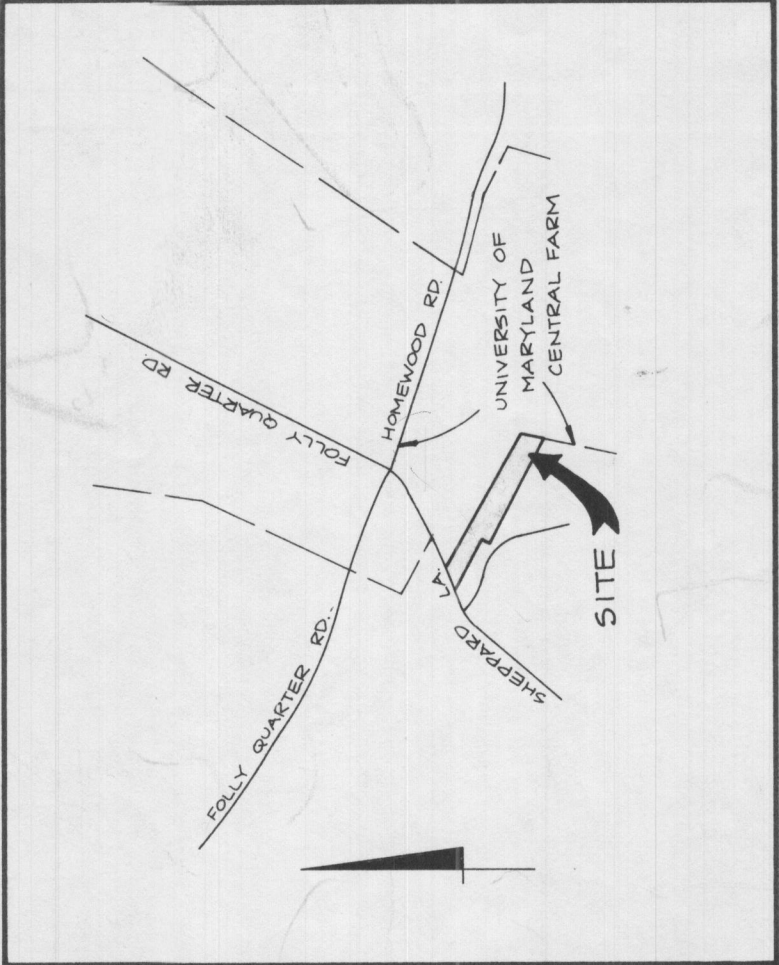 FOLLY QUARTER RD
HOMEWOOD RD.
UNIVERSITY OF
MARYLAND
CENTRAL FARM
FOLLY QUARTER RD..
SHEPPARD LA.
SITE